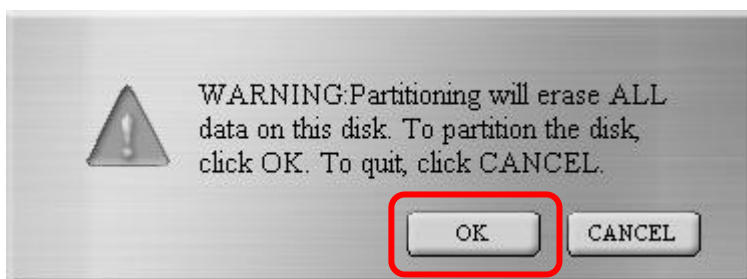 WARNING:Partitioning will erase ALL
data on this disk. To partition the disk,
click OK. To quit, click CANCEL.
OK
CANCEL